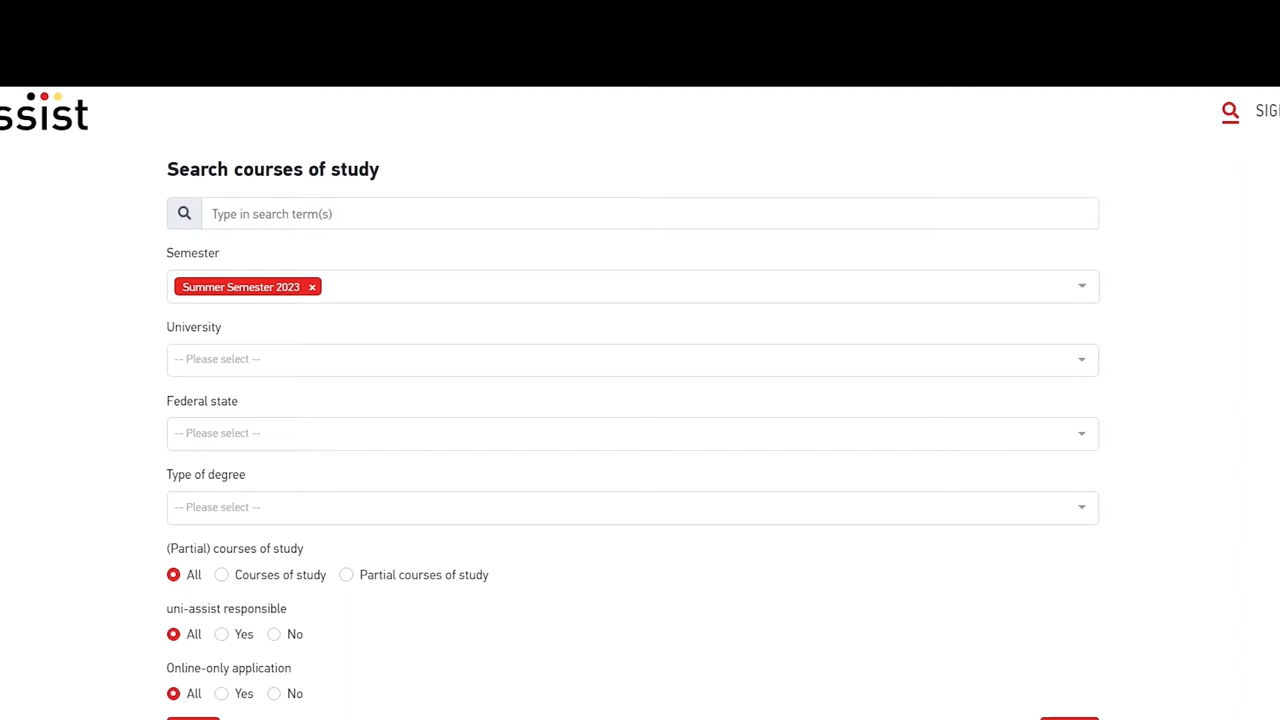 ssist
SIG
Search courses of study
Type in search term(s)
Semester
Summer Semester 2023 ×
University
-- Please select --
Federal state
-- Please select --
Type of degree
-- Please select --
(Partial) courses of study
All Courses of study Partial courses of study
uni-assist responsible
All Yes No
Online-only application
All Yes No